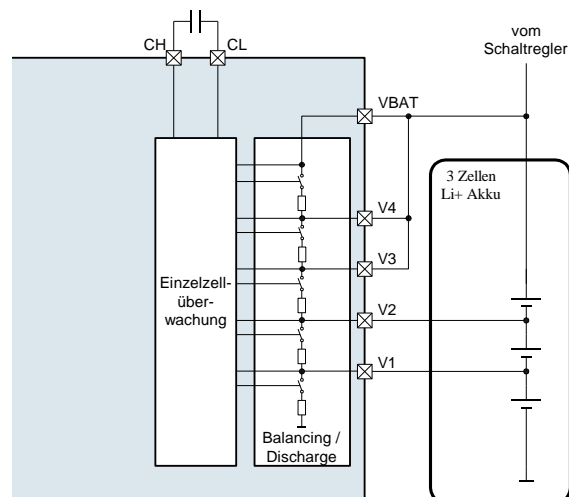 CH
CL
vom
Schaltregler
VBAT
3 Zellen
Li+ Akku
V4
V3
Einzelzell-
über-
wachung
V2
V1
Balancing /
Discharge